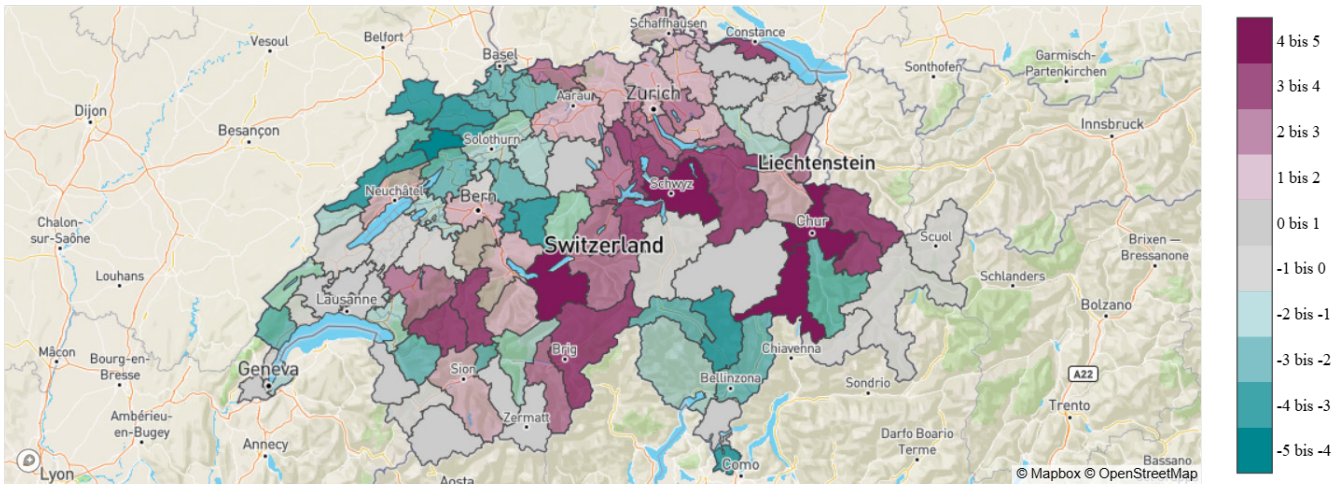 Schaffhausen
Constance
Vesoul
Belfort
Basel
Sonthofen
Garmisch-
Partenkirchen
Dijon
Aarau
Zurich
Innsbruck
Besançon
Solothurn
Liechtenstein
Neuchâtel
Bern
Schwyz
Chalon-
sur-Saône
Switzerland
Chur
Scuol
Brixen —
Bressanone
Louhans
Lausanne
Schlanders
Bolzano
Mâcon
Bourg-en-
Bresse
Geneva
Sion
Brig
Chiavenna
A22
Zermatt
Bellinzona
Sondrio
Trento
Ambérieu-
en-Bugey
Annecy
Darfo Boario
Terme
Bassano
Lyon
Aosta
Como
© Mapbox © OpenStreetMap
4 bis 5
3 bis 4
2 bis 3
1 bis 2
0 bis 1
-1 bis 0
-2 bis -1
-3 bis -2
-4 bis -3
-5 bis -4